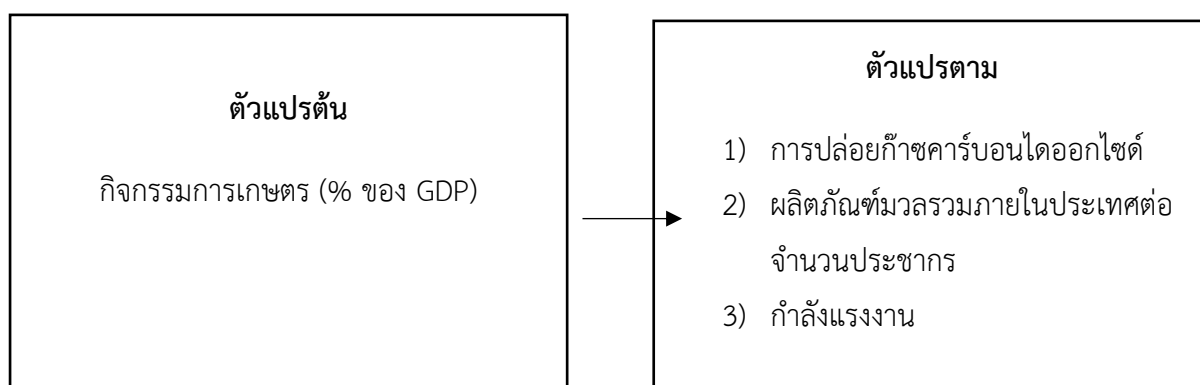 ตัวแปรต้น
กิจกรรมการเกษตร (% ของ GDP)
ตัวแปรตาม
1) การปล่อยก๊าซคาร์บอนไดออกไซด์
2) ผลิตภัณฑ์มวลรวมภายในประเทศต่อ
จำนวนประชากร
3) กำลังแรงงาน